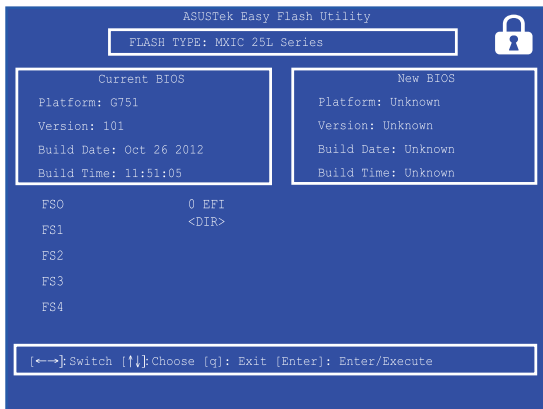 ASUSTek Easy Flash Utility
FLASH TYPE: MXIC 25L Series
Current BIOS
Platform: G751
Version: 101
Build Date: Oct 26 2012
Build Time: 11:51:05
New BIOS
Platform: Unknown
Version: Unknown
Build Date: Unknown
Build Time: Unknown
FSO 0 EFI
FS1 <DIR>
FS2
FS3
FS4
[←→]:Switch [↑↓]:Choose [q]: Exit [Enter]: Enter/Execute